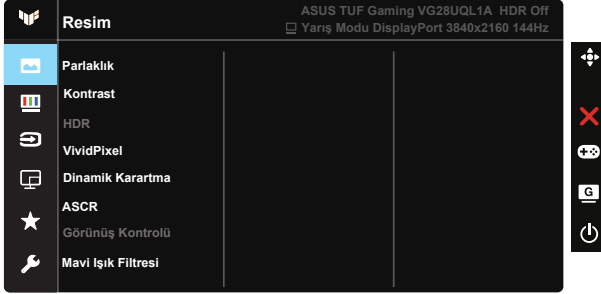 Resim
ASUS TUF Gaming VG28UQL1A HDR Off
Yarış Modu DisplayPort 3840x2160 144Hz
Parlaklık
Kontrast
HDR
VividPixel
Dinamik Karartma
ASCR
Görünüş Kontrolü
Mavi Işık Filtresi
G